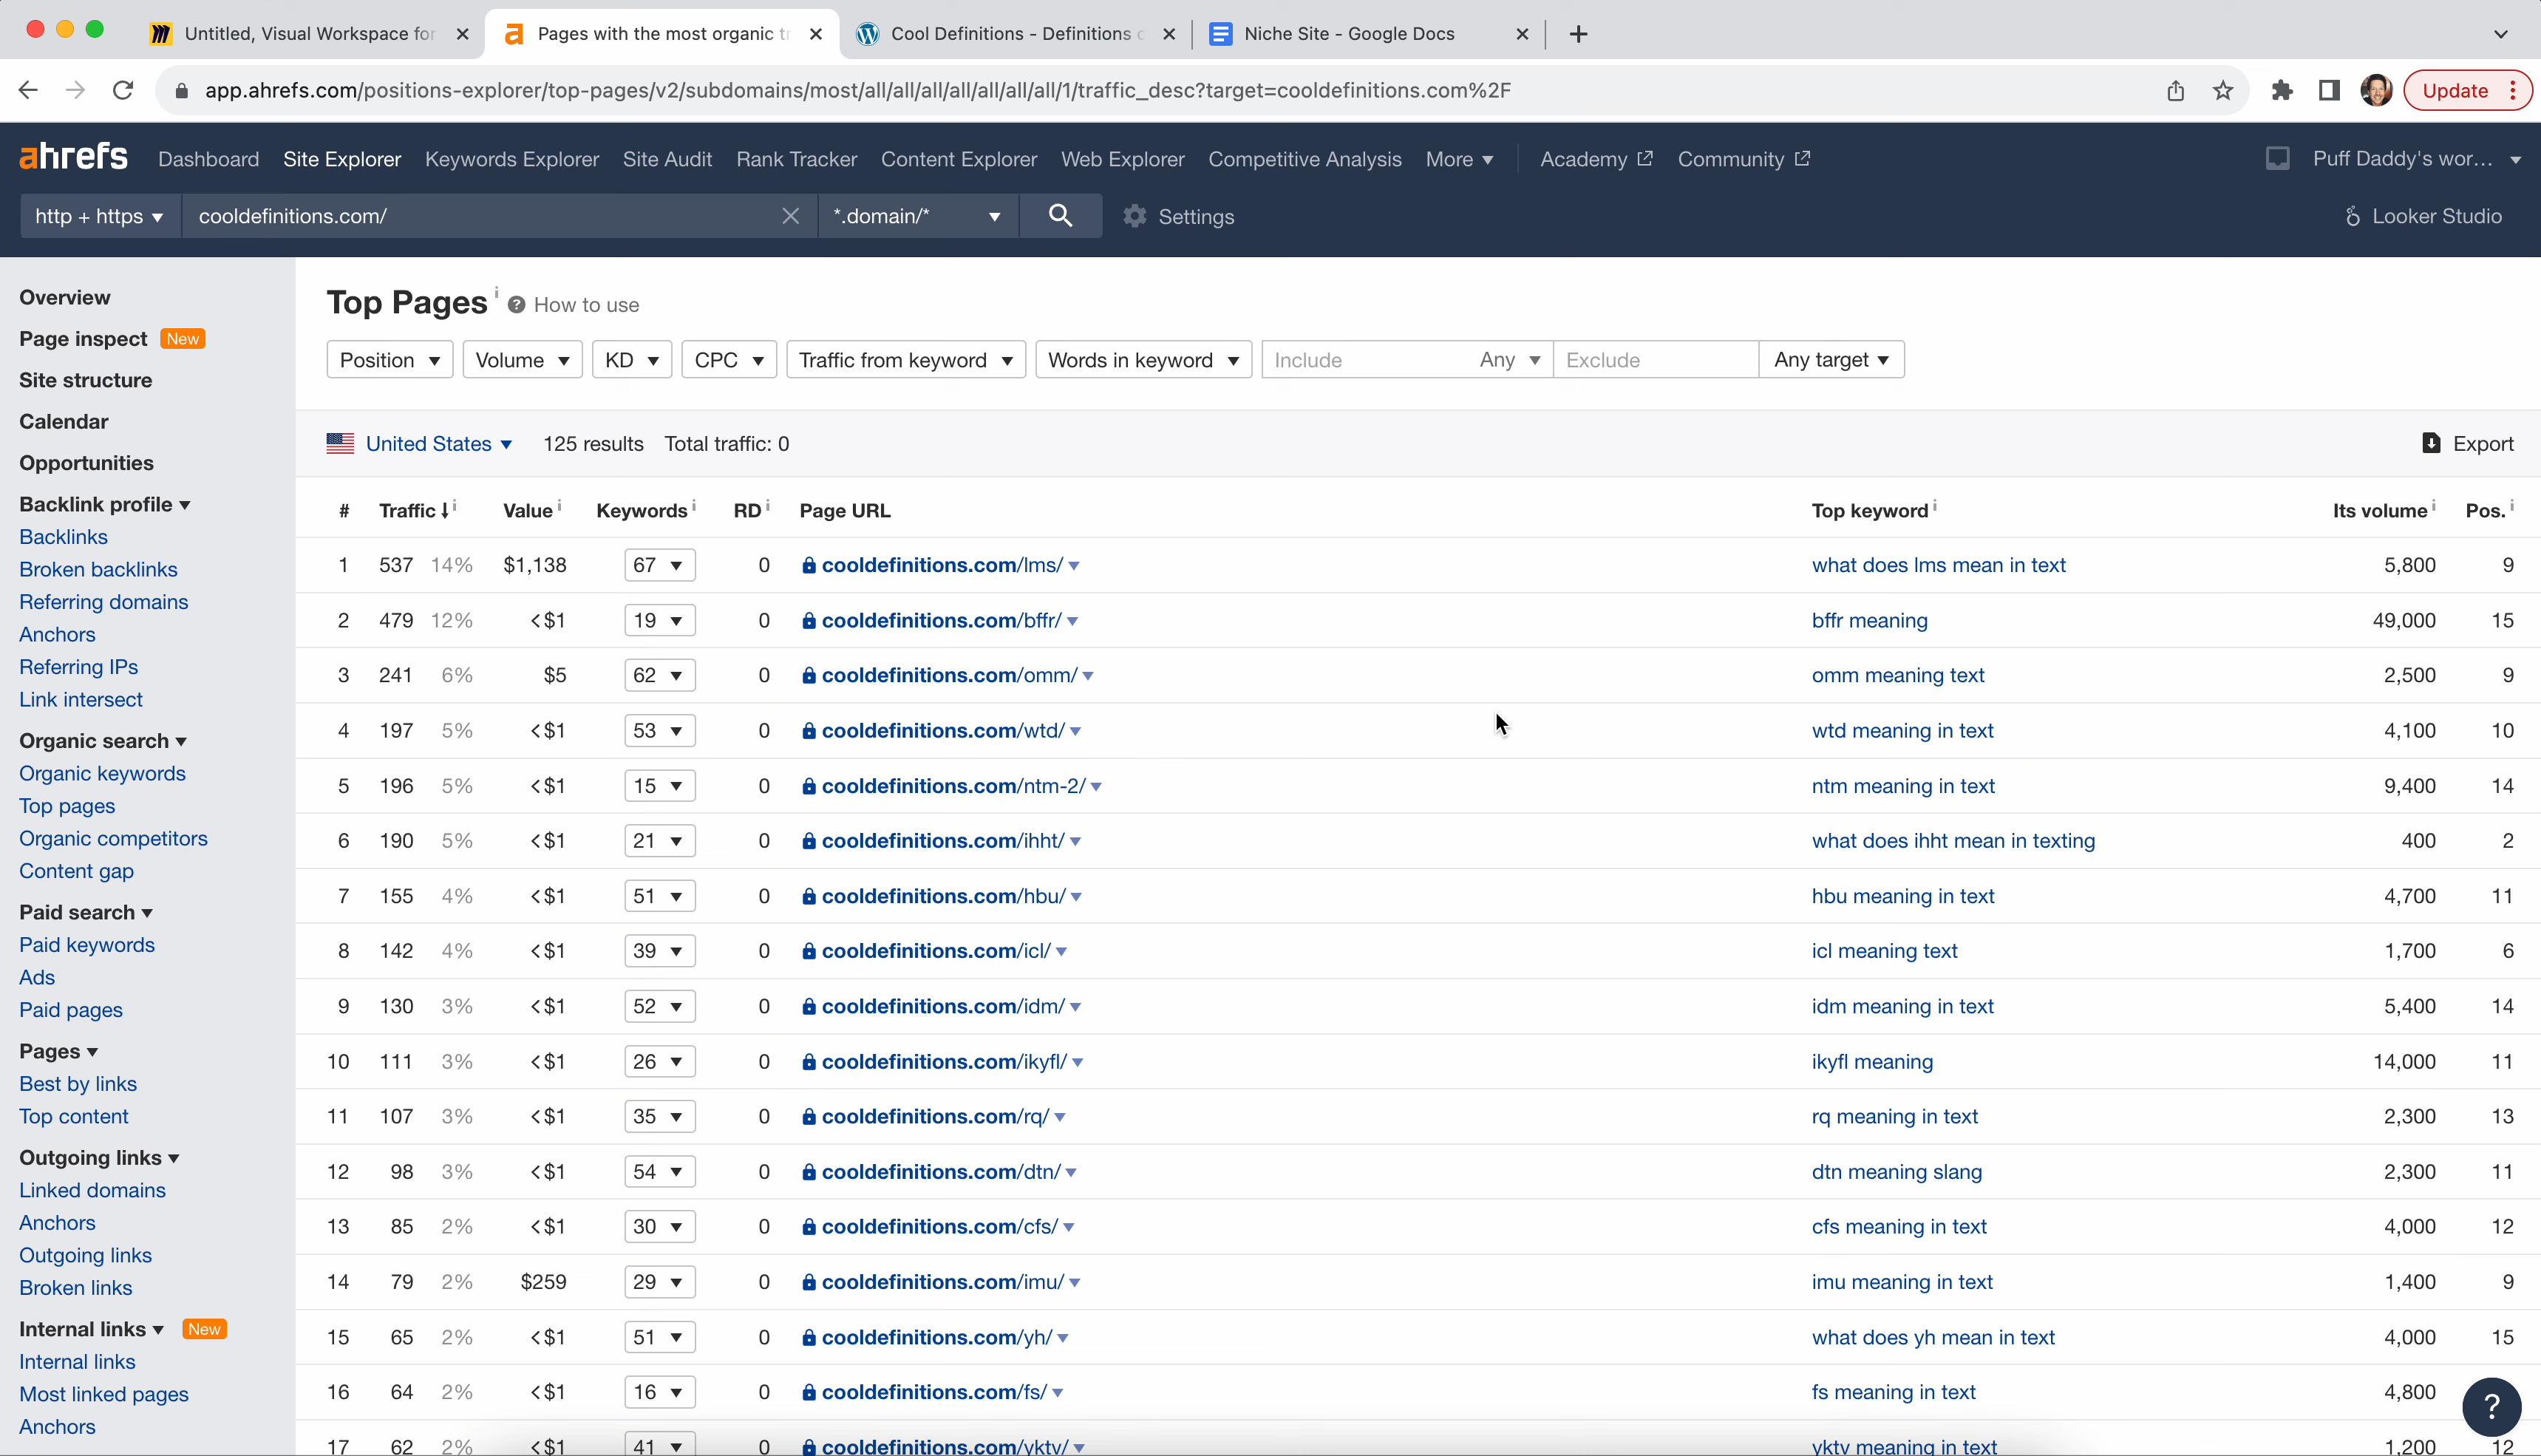 Untitled, Visual Workspace for
Pages with the most organic tr
Cool Definitions - Definitions o
Niche Site - Google Docs
app.ahrefs.com/positions-explorer/top-pages/v2/subdomains/most/all/all/all/all/all/all/all/1/traffic_desc?target=cooldefinitions.com%2F
Update
ahrefs Dashboard Site Explorer Keywords Explorer Site Audit Rank Tracker Content Explorer Web Explorer Competitive Analysis More Academy Community Puff Daddy's wor...
http + https cooldefinitions.com/ *.domain/* Settings Looker Studio
Overview
Page inspect New
Site structure
Calendar
Opportunities
Backlink profile
Backlinks
Broken backlinks
Referring domains
Anchors
Referring IPs
Link intersect
Organic search
Organic keywords
Top pages
Organic competitors
Content gap
Paid search
Paid keywords
Ads
Paid pages
Pages
Best by links
Top content
Outgoing links
Linked domains
Anchors
Outgoing links
Broken links
Internal links New
Internal links
Most linked pages
Anchors
Top Pages i ? How to use
Position Volume KD CPC Traffic from keyword Words in keyword Include Any Exclude Any target
United States 125 results Total traffic: 0 Export
# Traffic i Value i Keywords i RD i Page URL Top keyword i Its volume i Pos. i
1 537 14% $1,138 67 0 cooldefinitions.com/lms/ what does lms mean in text 5,800 9
2 479 12% <$1 19 0 cooldefinitions.com/bffr/ bffr meaning 49,000 15
3 241 6% $5 62 0 cooldefinitions.com/omm/ omm meaning text 2,500 9
4 197 5% <$1 53 0 cooldefinitions.com/wtd/ wtd meaning in text 4,100 10
5 196 5% <$1 15 0 cooldefinitions.com/ntm-2/ ntm meaning in text 9,400 14
6 190 5% <$1 21 0 cooldefinitions.com/ihht/ what does ihht mean in texting 400 2
7 155 4% <$1 51 0 cooldefinitions.com/hbu/ hbu meaning in text 4,700 11
8 142 4% <$1 39 0 cooldefinitions.com/icl/ icl meaning text 1,700 6
9 130 3% <$1 52 0 cooldefinitions.com/idm/ idm meaning in text 5,400 14
10 111 3% <$1 26 0 cooldefinitions.com/ikyfl/ ikyfl meaning 14,000 11
11 107 3% <$1 35 0 cooldefinitions.com/rq/ rq meaning in text 2,300 13
12 98 3% <$1 54 0 cooldefinitions.com/dtn/ dtn meaning slang 2,300 11
13 85 2% <$1 30 0 cooldefinitions.com/cfs/ cfs meaning in text 4,000 12
14 79 2% $259 29 0 cooldefinitions.com/imu/ imu meaning in text 1,400 9
15 65 2% <$1 51 0 cooldefinitions.com/yh/ what does yh mean in text 4,000 15
16 64 2% <$1 16 0 cooldefinitions.com/fs/ fs meaning in text 4,800
17 62 2% <$1 41 0 cooldefinitions.com/yktv/ yktv meaning in text 1,200 12
?